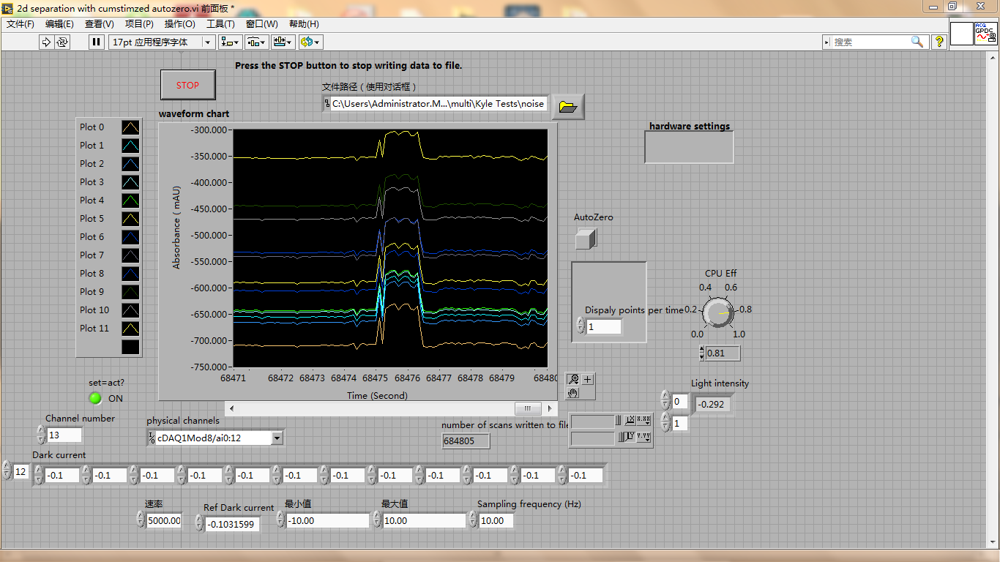 2d separation with cumstimzed autozero.vi 前面板 *
文件(F) 编辑(E) 查看(V) 项目(P) 操作(O) 工具(T) 窗口(W) 帮助(H)
17pt 应用程序字体
搜索
ACQ
GPDC
Press the STOP button to stop writing data to file.
STOP
文件路径（使用对话框）
C:\Users\Administrator.M...\multi\Kyle Tests\noise
waveform chart
hardware settings
Plot 0
Plot 1
Plot 2
Plot 3
Plot 4
Plot 5
Plot 6
Plot 7
Plot 8
Plot 9
Plot 10
Plot 11
Absorbance ( mAU)
-300.000
-350.000
-400.000
-450.000
-500.000
-550.000
-600.000
-650.000
-700.000
-750.000
68471 68472 68473 68474 68475 68476 68477 68478 68479 68480
Time (Second)
AutoZero
Dispaly points per time
1
CPU Eff
0.4 0.6
0.2 0.8
0.0 1.0
0.81
set=act?
ON
Light intensity
0 -0.292
1
Channel number
13
physical channels
cDAQ1Mod8/ai0:12
number of scans written to file
684805
X X.XX
Y Y.YY
Dark current
12 -0.1 -0.1 -0.1 -0.1 -0.1 -0.1 -0.1 -0.1 -0.1 -0.1 -0.1 -0.1
速率
5000.00
Ref Dark current
-0.1031599
最小值
-10.00
最大值
10.00
Sampling frequency (Hz)
10.00